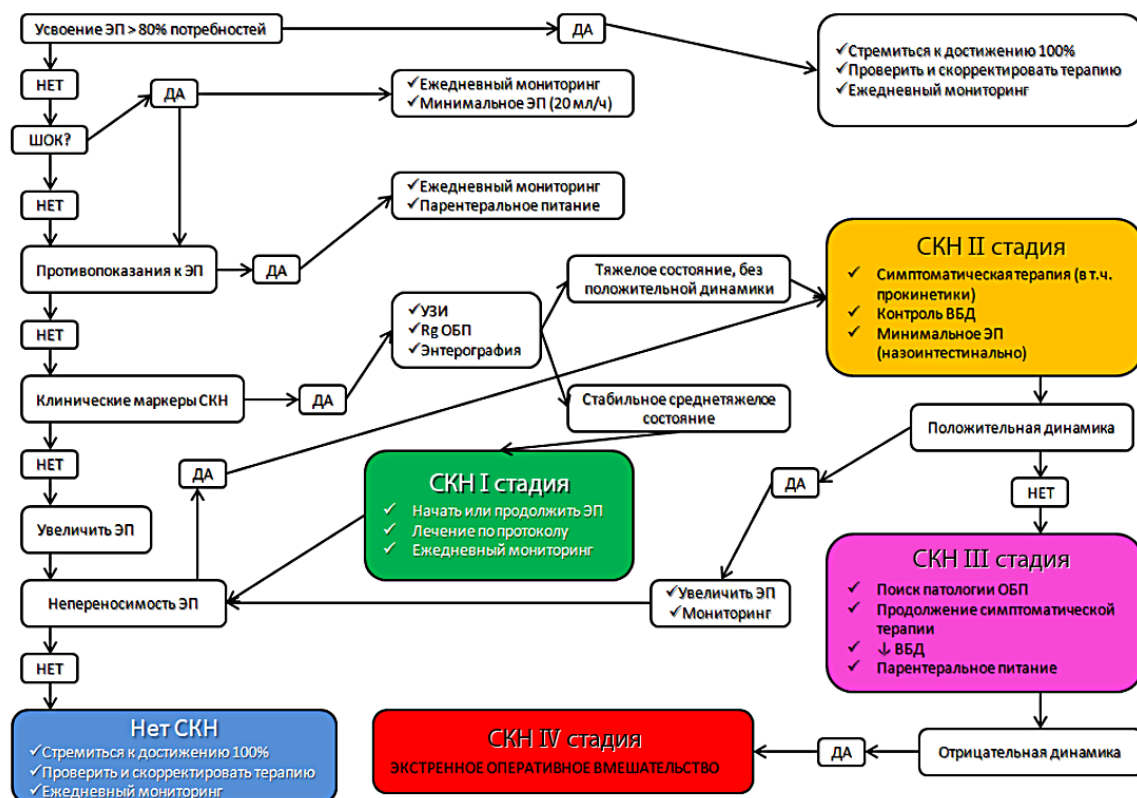 Усвоение ЭП > 80% потребностей
ДА
✓Стремиться к достижению 100%
✓Проверить и скорректировать терапию
✓Ежедневный мониторинг
НЕТ
ДА
✓Ежедневный мониторинг
✓Минимальное ЭП (20 мл/ч)
ШОК?
НЕТ
✓Ежедневный мониторинг
✓Парентеральное питание
Противопоказания к ЭП
ДА
НЕТ
✓УЗИ
✓Rg ОБП
✓Энтерография
Тяжелое состояние, без
положительной динамики
СКН II стадия
✓ Симптоматическая терапия (в т.ч.
прокинетики)
✓ Контроль ВБД
✓ Минимальное ЭП
(назоинтестинально)
Клинические маркеры СКН
ДА
Стабильное среднетяжелое
состояние
Положительная динамика
НЕТ
ДА
СКН I стадия
✓ Начать или продолжить ЭП
✓ Лечение по протоколу
✓ Ежедневный мониторинг
ДА
НЕТ
Увеличить ЭП
СКН III стадия
✓ Поиск патологии ОБП
✓ Продолжение симптоматической
терапии
✓ ↓ ВБД
✓ Парентеральное питание
Непереносимость ЭП
✓Увеличить ЭП
✓Мониторинг
НЕТ
Нет СКН
✓Стремиться к достижению 100%
✓Проверить и скорректировать терапию
✓Ежедневный мониторинг
СКН IV стадия
ЭКСТРЕННОЕ ОПЕРАТИВНОЕ ВМЕШАТЕЛЬСТВО
ДА
Отрицательная динамика